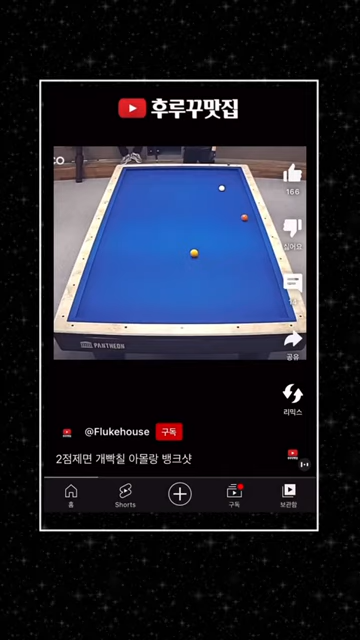 후루꾸맛집
166
싫어요
공유
리믹스
PANTHEON
@Flukehouse
구독
2점제면 개빡칠 아몰랑 뱅크샷
홈
Shorts
구독
보관함